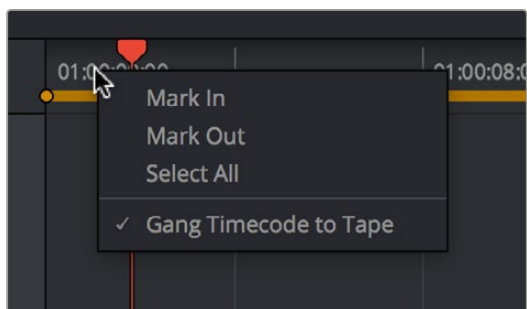 01:00:08:0
Mark In
Mark Out
Select All
✓ Gang Timecode to Tape